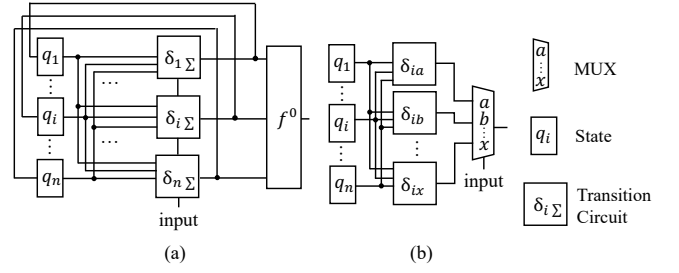 q₁
⋮
qᵢ
⋮
qₙ
…
…
δ₁ Σ
δᵢ Σ
δₙ Σ
input
f⁰
(a)
q₁
⋮
qᵢ
⋮
qₙ
δᵢₐ
δᵢb
⋮
δᵢₓ
a
b
⋮
x
input
(b)
a
⋮
x
MUX
qᵢ
State
δᵢ Σ
Transition
Circuit